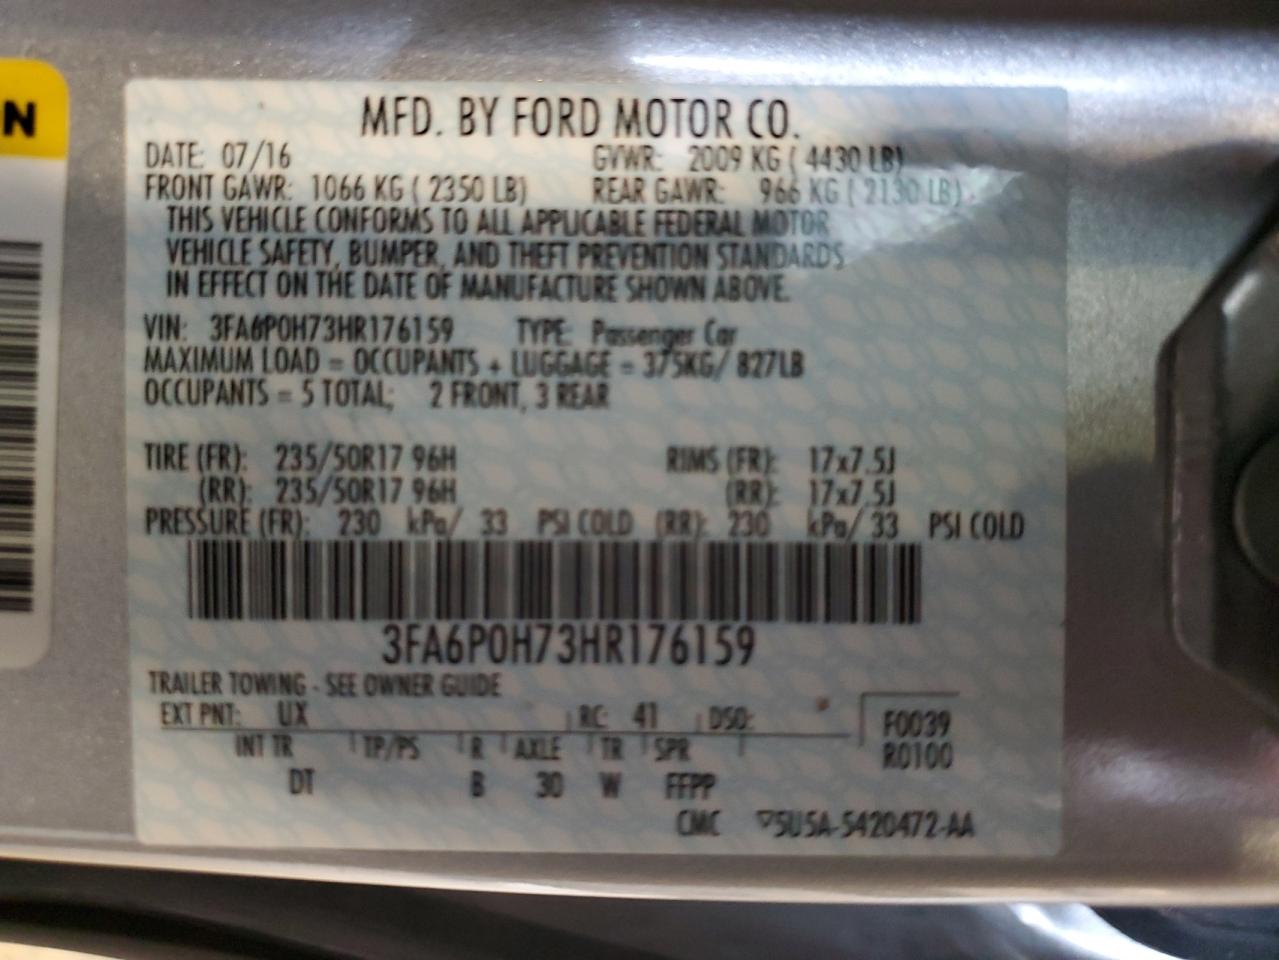 N
MFD. BY FORD MOTOR CO.
DATE: 07/16 GVWR: 2009 KG ( 4430 LB)
FRONT GAWR: 1066 KG ( 2350 LB) REAR GAWR: 966 KG ( 2130 LB)
THIS VEHICLE CONFORMS TO ALL APPLICABLE FEDERAL MOTOR
VEHICLE SAFETY, BUMPER, AND THEFT PREVENTION STANDARDS
IN EFFECT ON THE DATE OF MANUFACTURE SHOWN ABOVE.
VIN: 3FA6P0H73HR176159 TYPE: Passenger Car
MAXIMUM LOAD = OCCUPANTS + LUGGAGE = 375KG/ 827LB
OCCUPANTS = 5 TOTAL; 2 FRONT, 3 REAR
TIRE (FR): 235/50R17 96H RIMS (FR): 17x7.5J
(RR): 235/50R17 96H (RR): 17x7.5J
PRESSURE (FR): 230 kPa/ 33 PSI COLD (RR): 230 kPa/ 33 PSI COLD
3FA6P0H73HR176159
TRAILER TOWING - SEE OWNER GUIDE
EXT PNT: UX RC: 41 DSO: F0039
INT TR TP/PS R AXLE TR SPR R0100
DT B 30 W FFPP
CMC ▽5U5A-5420472-AA